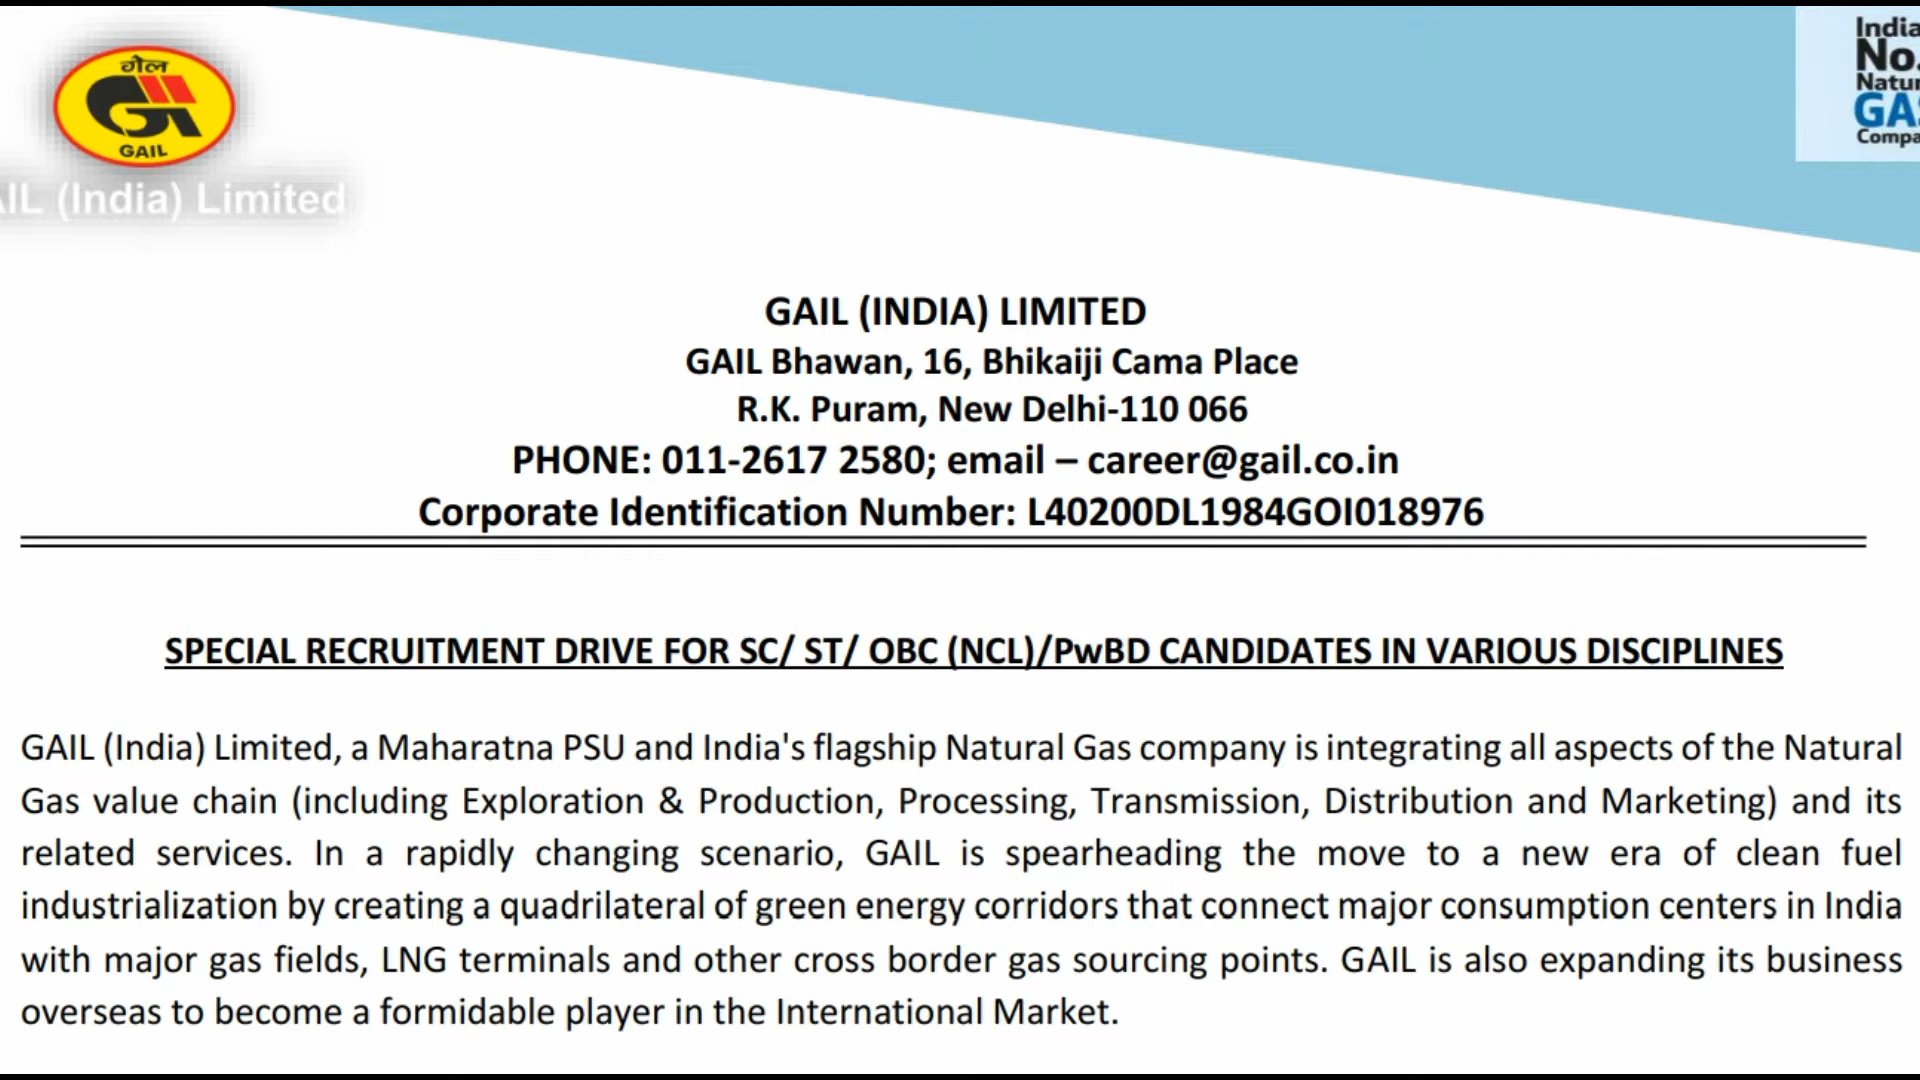 गेल
GAIL
AIL (India) Limited
India
No.
Natur
GAS
Compa
GAIL (INDIA) LIMITED
GAIL Bhawan, 16, Bhikaiji Cama Place
R.K. Puram, New Delhi-110 066
PHONE: 011-2617 2580; email – career@gail.co.in
Corporate Identification Number: L40200DL1984GOI018976
SPECIAL RECRUITMENT DRIVE FOR SC/ ST/ OBC (NCL)/PwBD CANDIDATES IN VARIOUS DISCIPLINES
GAIL (India) Limited, a Maharatna PSU and India's flagship Natural Gas company is integrating all aspects of the Natural
Gas value chain (including Exploration & Production, Processing, Transmission, Distribution and Marketing) and its
related services. In a rapidly changing scenario, GAIL is spearheading the move to a new era of clean fuel
industrialization by creating a quadrilateral of green energy corridors that connect major consumption centers in India
with major gas fields, LNG terminals and other cross border gas sourcing points. GAIL is also expanding its business
overseas to become a formidable player in the International Market.